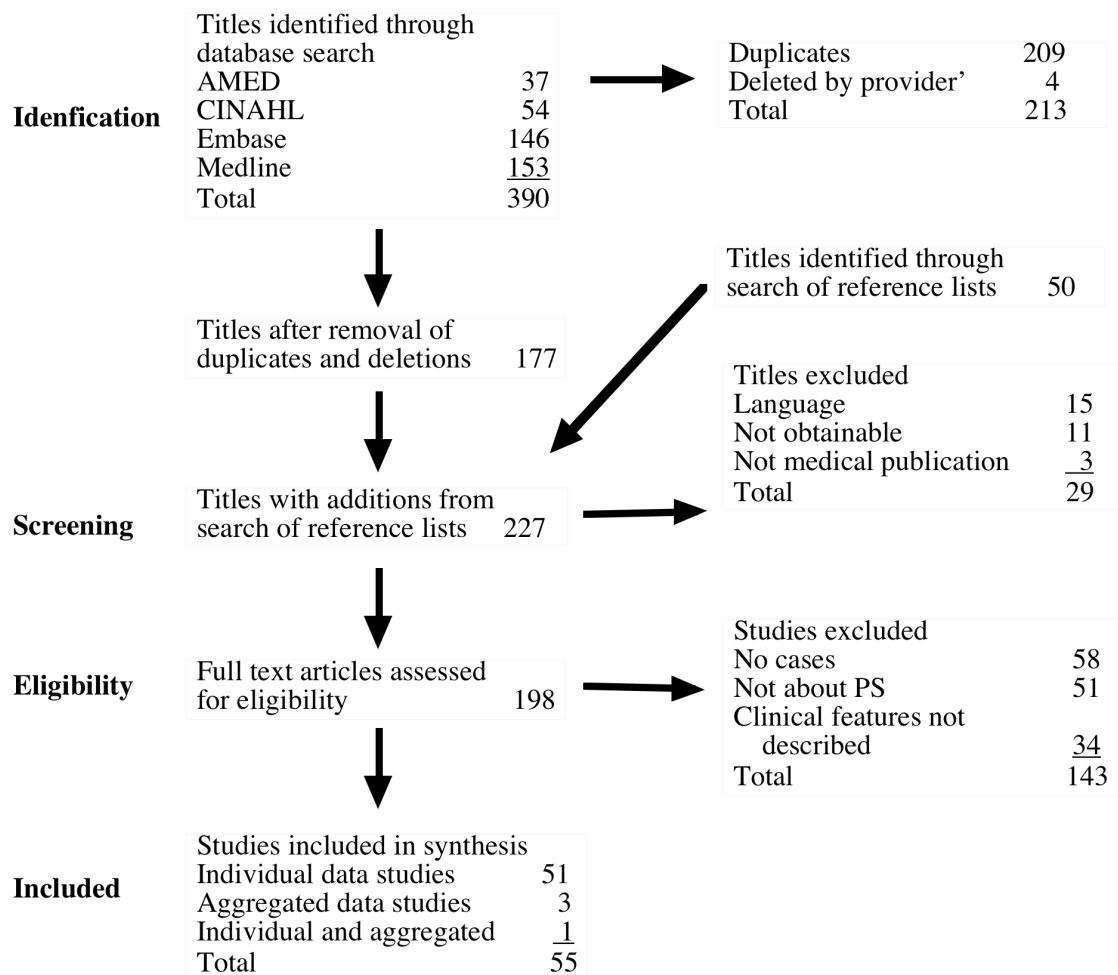 Idenfication
Titles identified through
database search
AMED 37
CINAHL 54
Embase 146
Medline 153
Total 390
Duplicates 209
Deleted by provider’ 4
Total 213
Titles identified through
search of reference lists 50
Titles after removal of
duplicates and deletions 177
Titles excluded
Language 15
Not obtainable 11
Not medical publication 3
Total 29
Screening
Titles with additions from
search of reference lists 227
Eligibility
Full text articles assessed
for eligibility 198
Studies excluded
No cases 58
Not about PS 51
Clinical features not
described 34
Total 143
Included
Studies included in synthesis
Individual data studies 51
Aggregated data studies 3
Individual and aggregated 1
Total 55